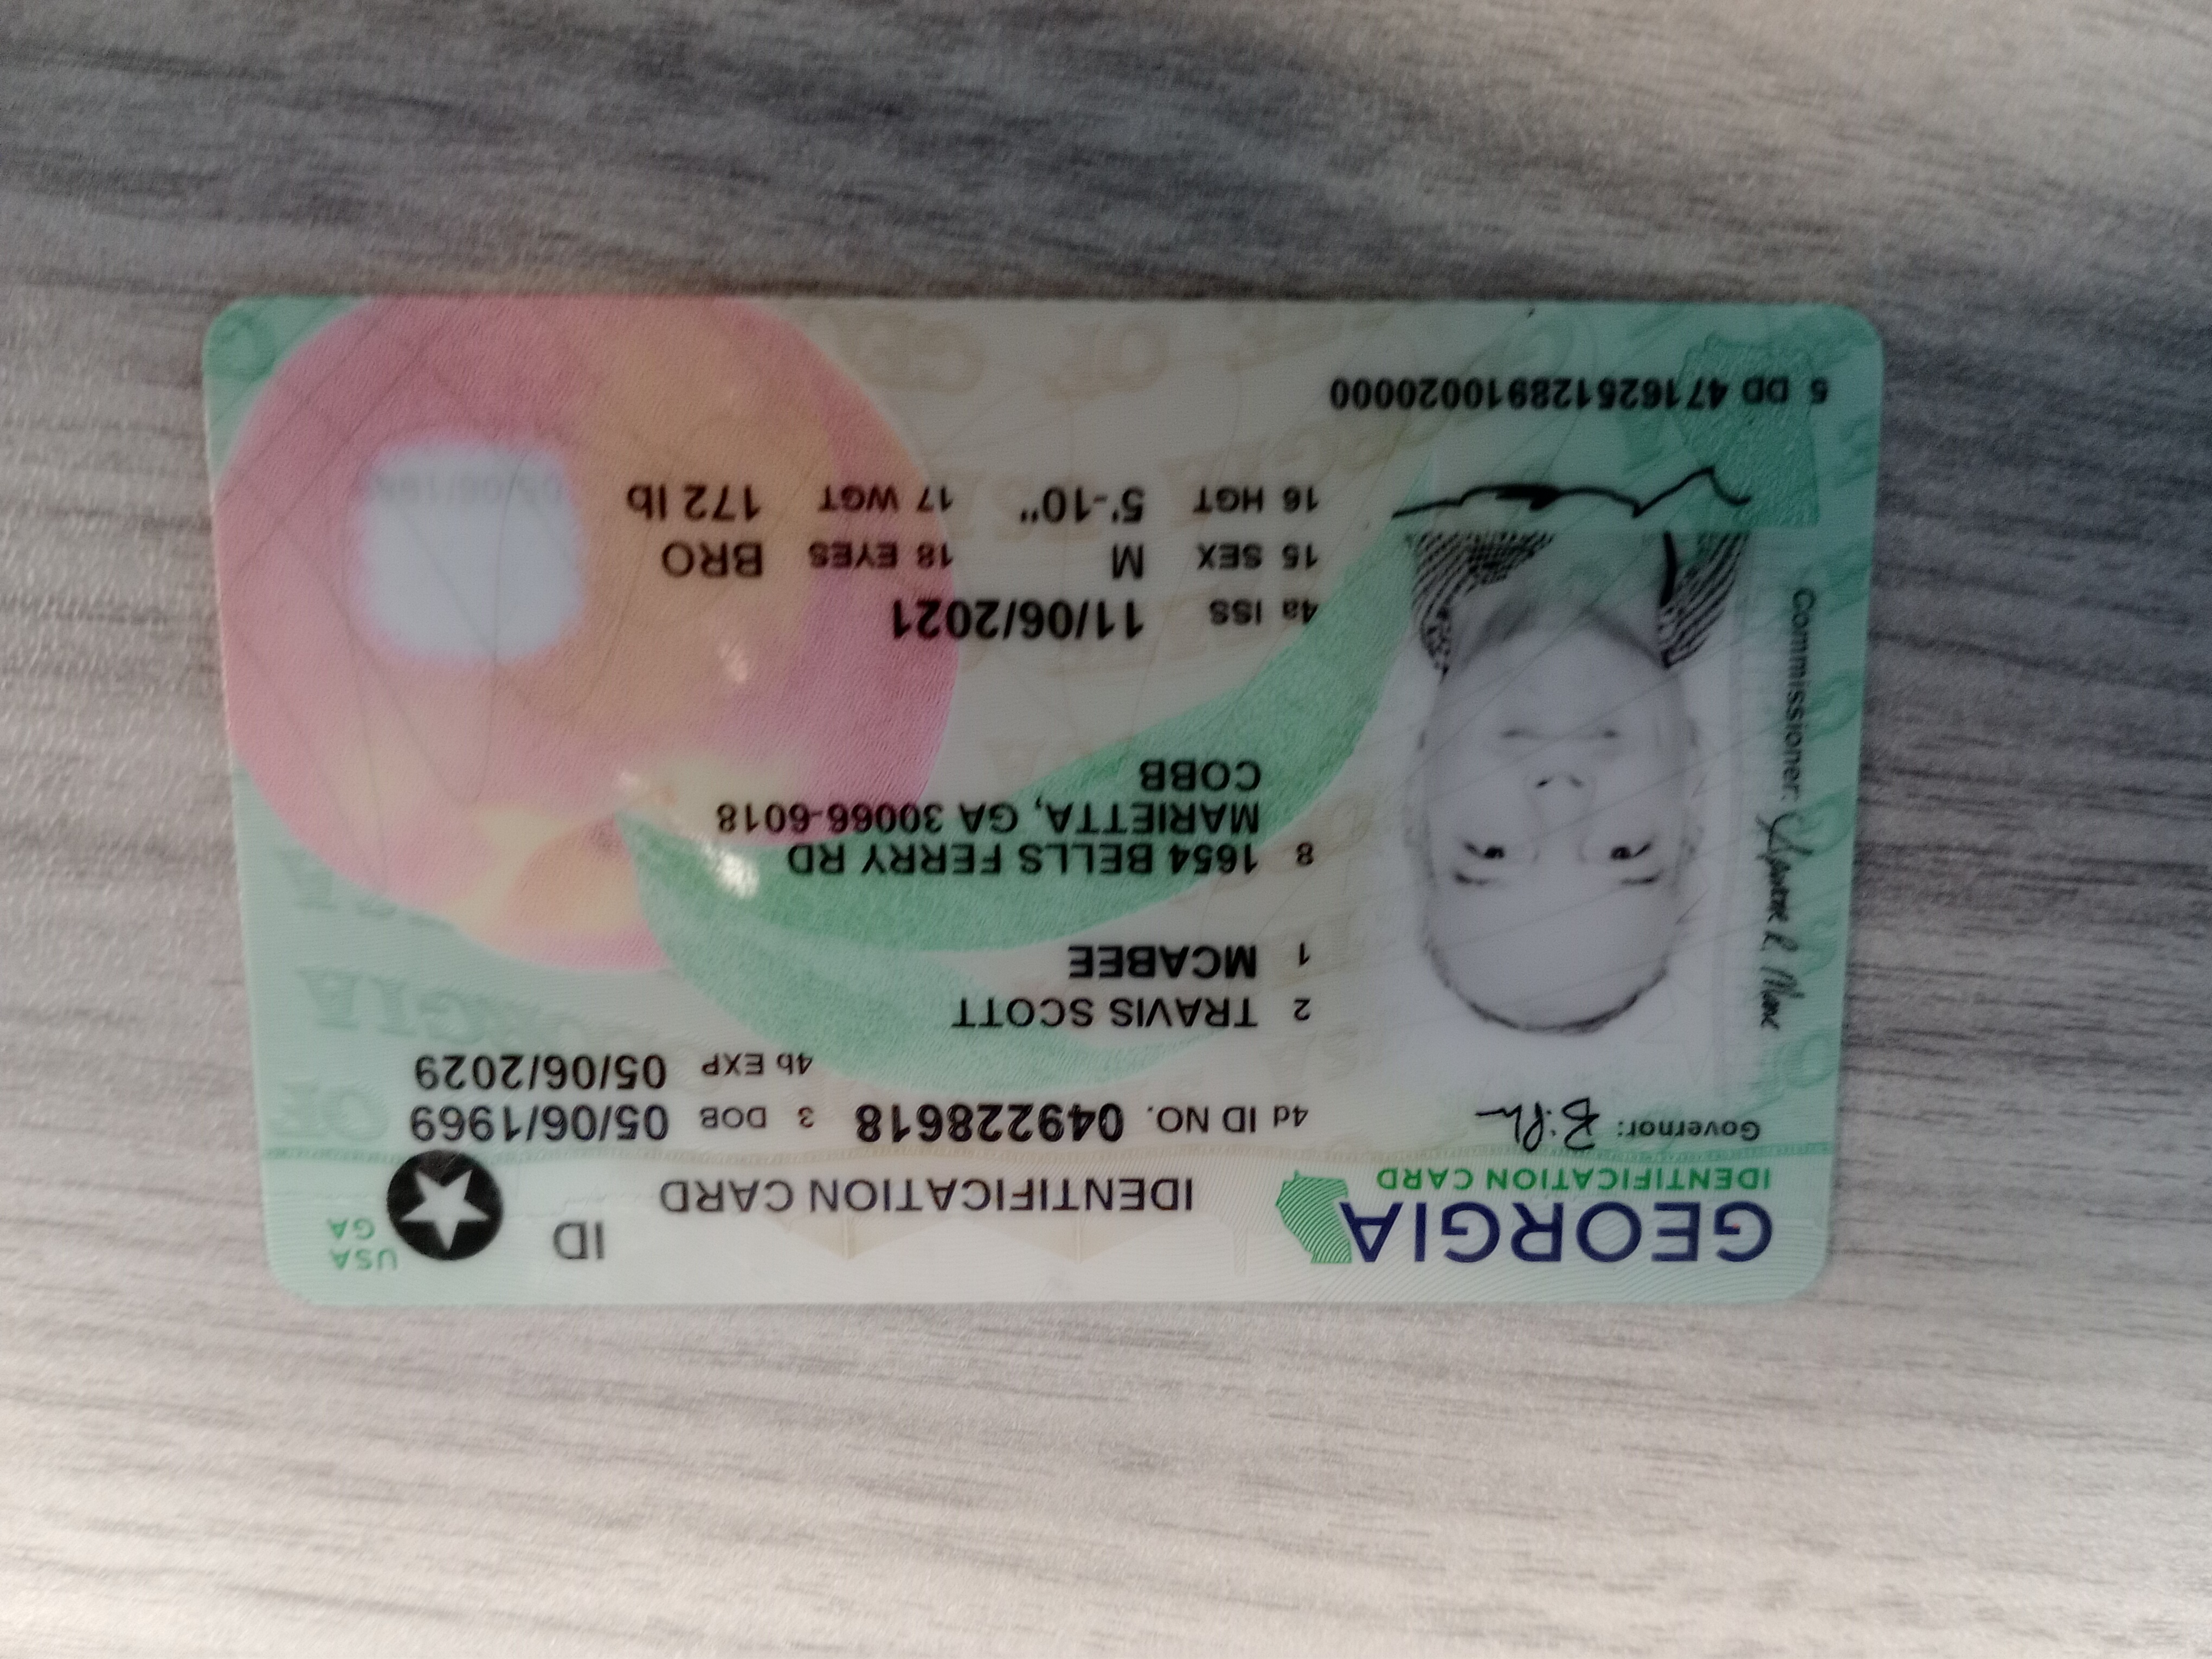 GEORGIA
IDENTIFICATION CARD
IDENTIFICATION CARD
ID
USA
GA
Governor:
4d ID NO. 049228618
3 DOB 05/06/1969
4b EXP 05/06/2029
2 TRAVIS SCOTT
1 MCABEE
8 1654 BELLS FERRY RD
MARIETTA, GA 30066-6018
COBB
4a ISS 11/06/2021
15 SEX M 18 EYES BRO
16 HGT 5'-10" 17 WGT 172 lb
Commissioner:
5 DD 471625128910020000